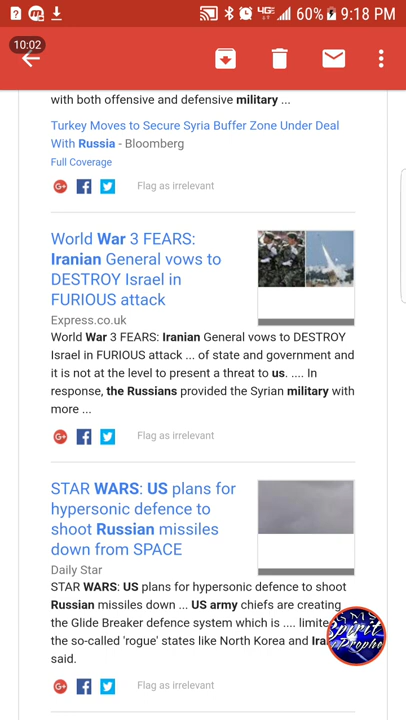 9:18 PM
60%
4G
10:02
with both offensive and defensive military ...
Turkey Moves to Secure Syria Buffer Zone Under Deal
With Russia - Bloomberg
Full Coverage
Flag as irrelevant
World War 3 FEARS:
Iranian General vows to
DESTROY Israel in
FURIOUS attack
Express.co.uk
World War 3 FEARS: Iranian General vows to DESTROY
Israel in FURIOUS attack ... of state and government and
it is not at the level to present a threat to us. .... In
response, the Russians provided the Syrian military with
more ...
Flag as irrelevant
STAR WARS: US plans for
hypersonic defence to
shoot Russian missiles
down from SPACE
Daily Star
STAR WARS: US plans for hypersonic defence to shoot
Russian missiles down ... US army chiefs are creating
the Glide Breaker defence system which is ....
the so-called 'rogue' states like North Korea and
said.
Flag as irrelevant